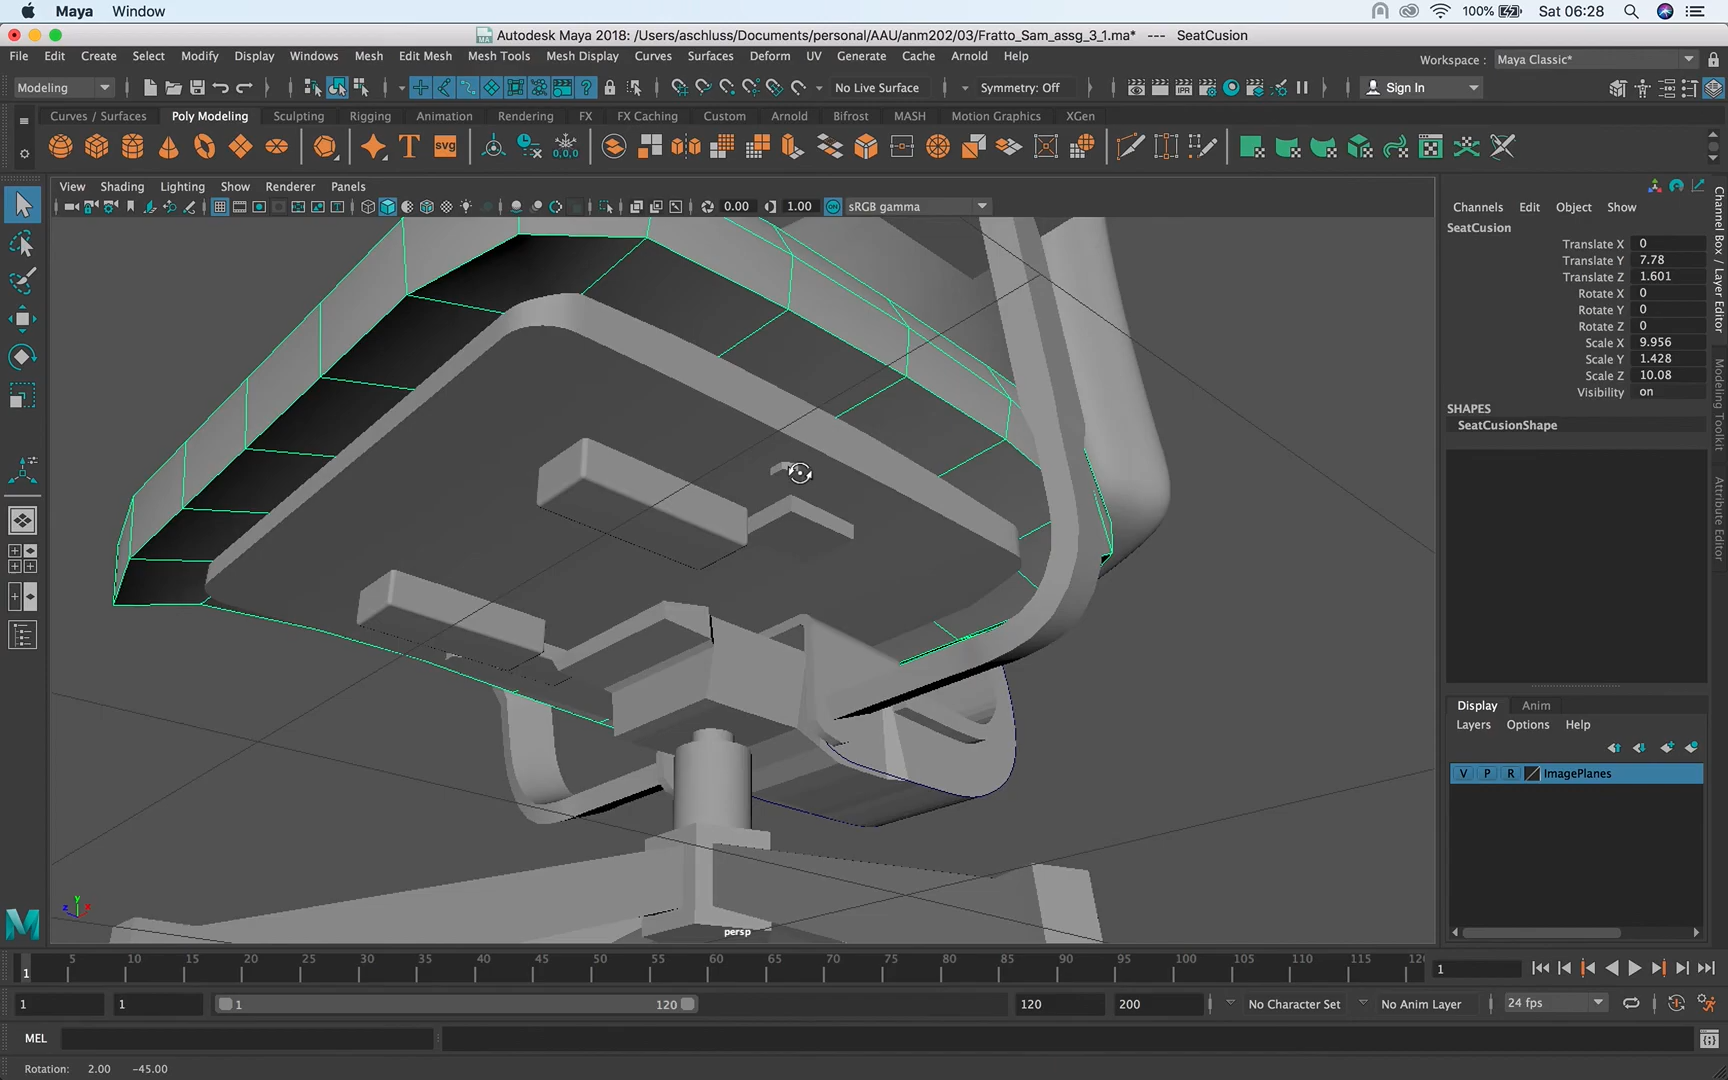 Maya Window 100% Sat 06:28
Autodesk Maya 2018: /Users/aschluss/Documents/personal/AAU/anm202/03/Fratto_Sam_assg_3_1.ma* --- SeatCusion
File Edit Create Select Modify Display Windows Mesh Edit Mesh Mesh Tools Mesh Display Curves Surfaces Deform UV Generate Cache Arnold Help Workspace : Maya Classic*
Modeling No Live Surface Symmetry: Off IPR Sign In
Curves / Surfaces Poly Modeling Sculpting Rigging Animation Rendering FX FX Caching Custom Arnold Bifrost MASH Motion Graphics XGen
T svg 0,0,0
View Shading Lighting Show Renderer Panels
0.00 1.00 ON sRGB gamma
Channels Edit Object Show
SeatCusion
Translate X 0
Translate Y 7.78
Translate Z 1.601
Rotate X 0
Rotate Y 0
Rotate Z 0
Scale X 9.956
Scale Y 1.428
Scale Z 10.08
Visibility on
SHAPES
SeatCusionShape
Channel Box / Layer Editor
Modeling Toolkit
Attribute Editor
Display Anim
Layers Options Help
V P R ImagePlanes
y z x
persp
M
1 5 10 15 20 25 30 35 40 45 50 55 60 65 70 75 80 85 90 95 100 105 110 115 12 1
1 1 1 120 120 200 No Character Set No Anim Layer 24 fps
MEL
Rotation: 2.00 -45.00